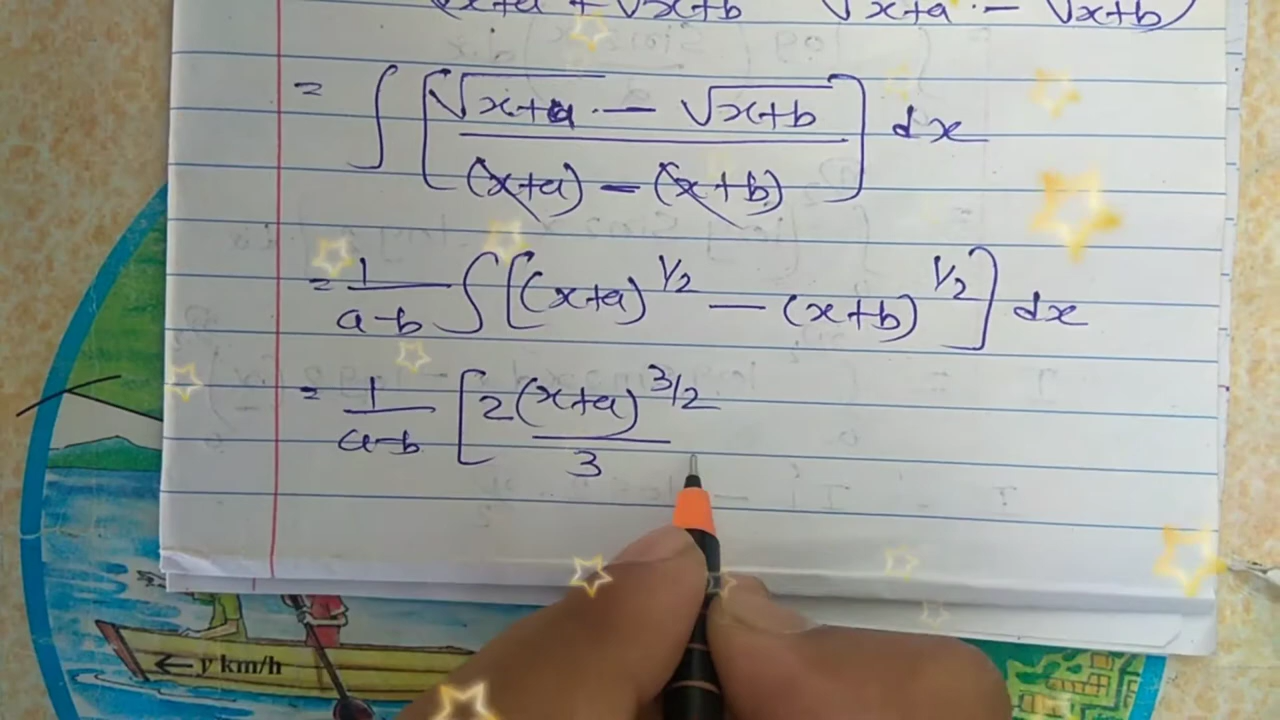 √x+a + √x+b √x+a - √x+b)
= ∫ [√x+a - √x+b / (x+a) - (x+b)] dx
= 1/a-b ∫ [(x+a)^1/2 - (x+b)^1/2] dx
= 1/a-b [2(x+a)^3/2 / 3
← y km/h